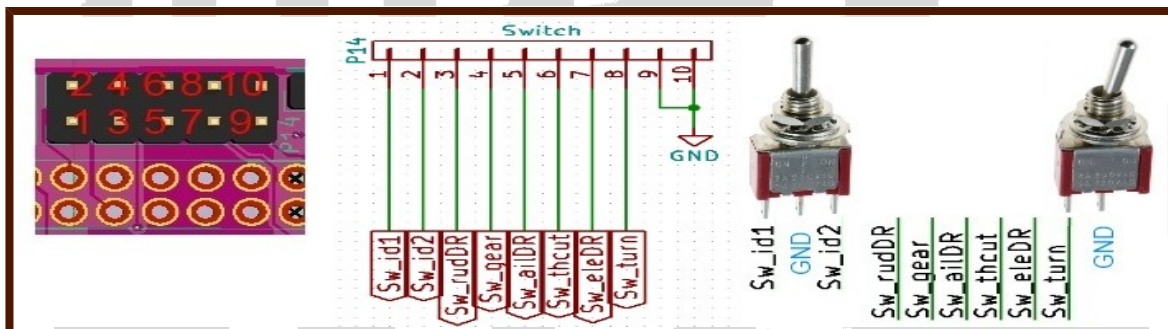 2 4 6 8 10
1 3 5 7 9
P14
Switch
P14
1 2 3 4 5 6 7 8 9 10
GND
Sw_id1
Sw_id2
Sw_rudDR
Sw_gear
Sw_ailDR
Sw_thcut
Sw_eleDR
Sw_turn
Sw_id1
GND
Sw_id2
Sw_rudDR
Sw_gear
Sw_ailDR
Sw_thcut
Sw_eleDR
Sw_turn
GND